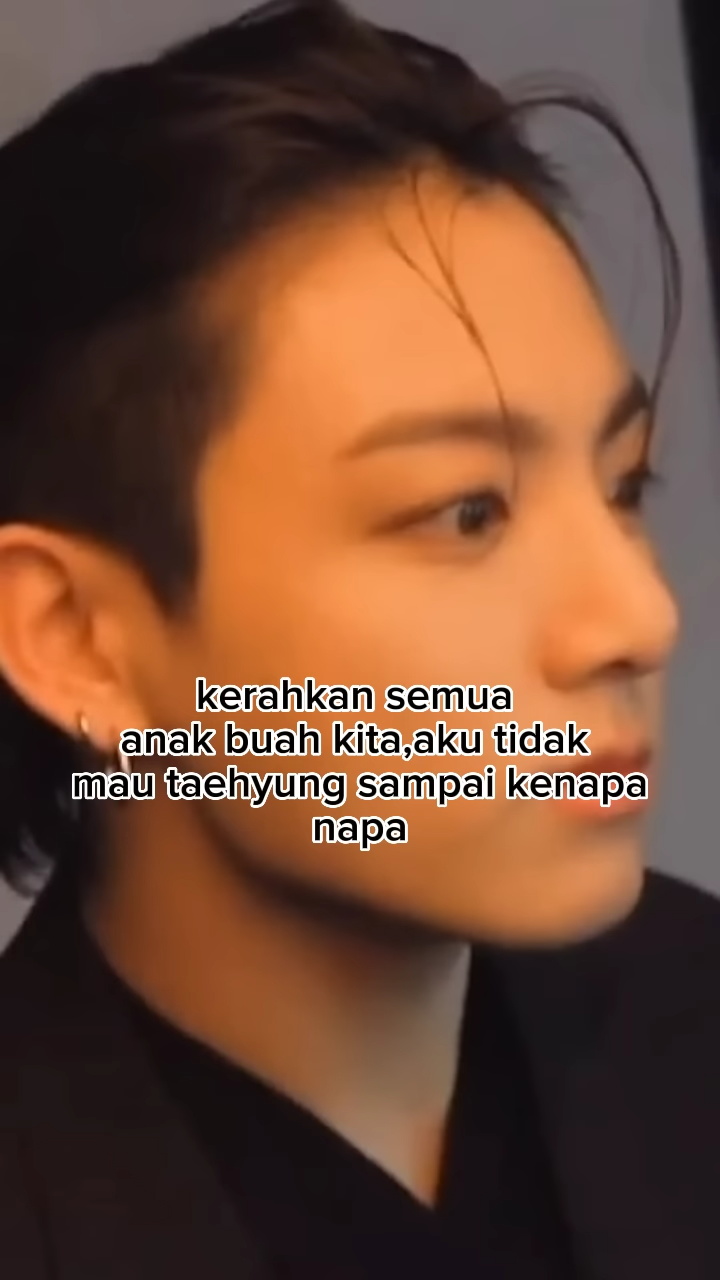 kerahkan semua
anak buah kita,aku tidak
mau taehyung sampai kenapa
napa